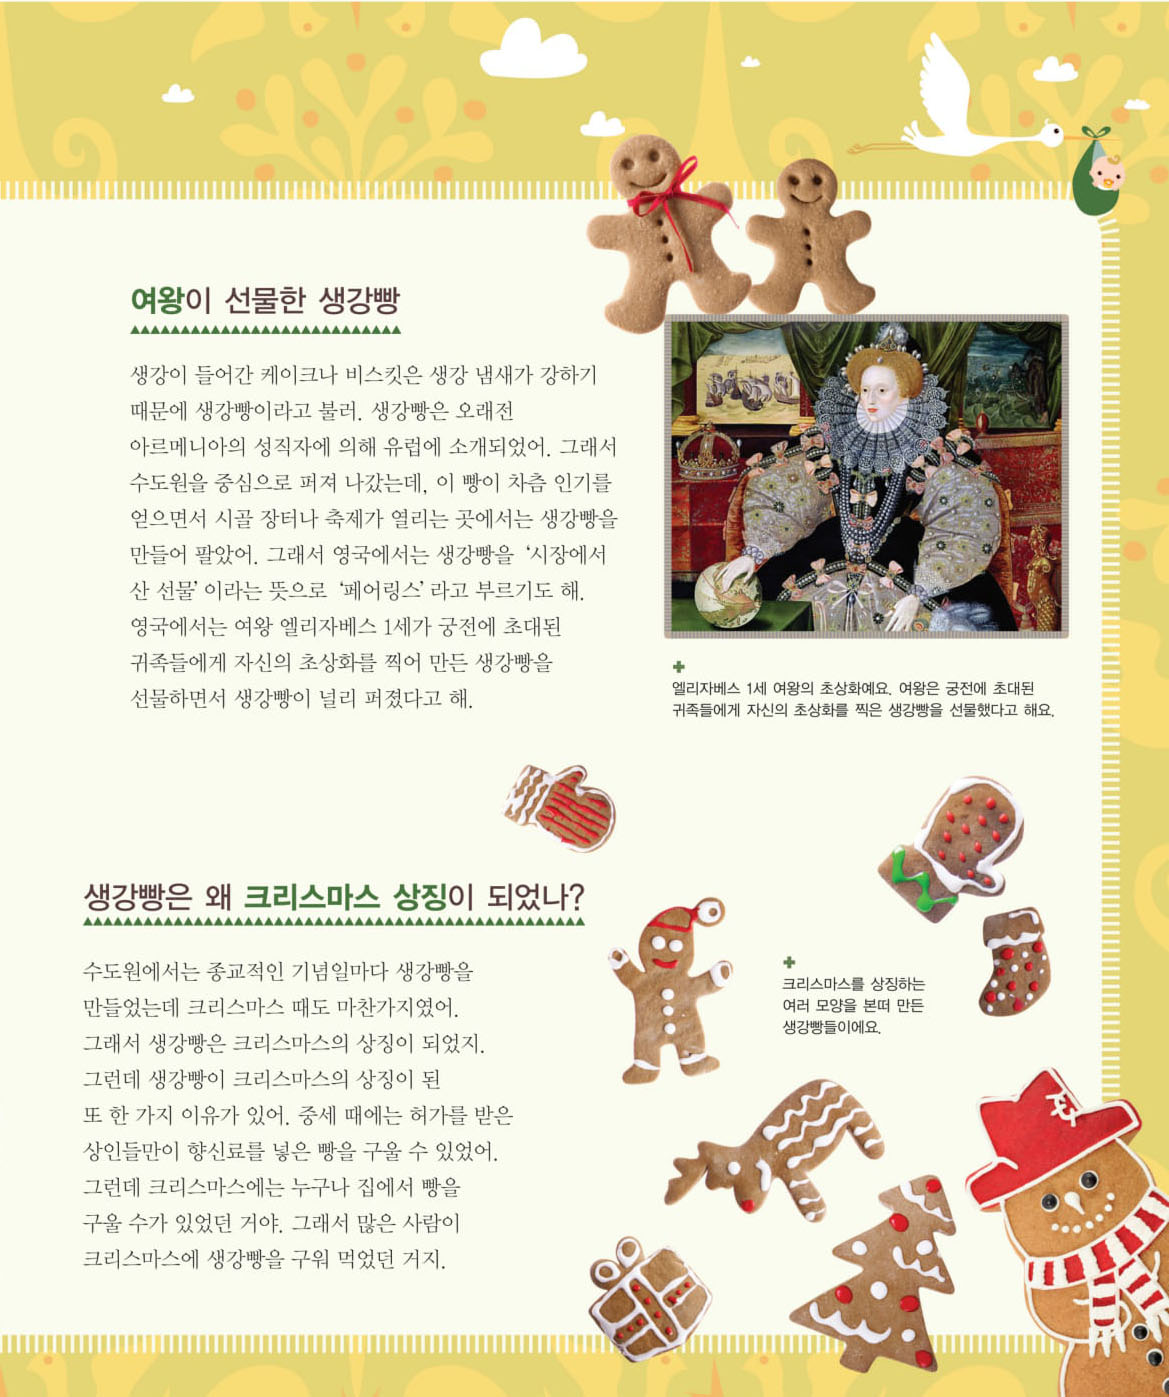 여왕이 선물한 생강빵
생강이 들어간 케이크나 비스킷은 생강 냄새가 강하기
때문에 생강빵이라고 불러. 생강빵은 오래전
아르메니아의 성직자에 의해 유럽에 소개되었어. 그래서
수도원을 중심으로 퍼져 나갔는데, 이 빵이 차츰 인기를
얻으면서 시골 장터나 축제가 열리는 곳에서는 생강빵을
만들어 팔았어. 그래서 영국에서는 생강빵을 ‘시장에서
산 선물’ 이라는 뜻으로 ‘페어링스’ 라고 부르기도 해.
영국에서는 여왕 엘리자베스 1세가 궁전에 초대된
귀족들에게 자신의 초상화를 찍어 만든 생강빵을
선물하면서 생강빵이 널리 퍼졌다고 해.
엘리자베스 1세 여왕의 초상화예요. 여왕은 궁전에 초대된
귀족들에게 자신의 초상화를 찍은 생강빵을 선물했다고 해요.
생강빵은 왜 크리스마스 상징이 되었나?
수도원에서는 종교적인 기념일마다 생강빵을
만들었는데 크리스마스 때도 마찬가지였어.
그래서 생강빵은 크리스마스의 상징이 되었지.
그런데 생강빵이 크리스마스의 상징이 된
또 한 가지 이유가 있어. 중세 때에는 허가를 받은
상인들만이 향신료를 넣은 빵을 구울 수 있었어.
그런데 크리스마스에는 누구나 집에서 빵을
구울 수가 있었던 거야. 그래서 많은 사람이
크리스마스에 생강빵을 구워 먹었던 거지.
크리스마스를 상징하는
여러 모양을 본떠 만든
생강빵들이에요.